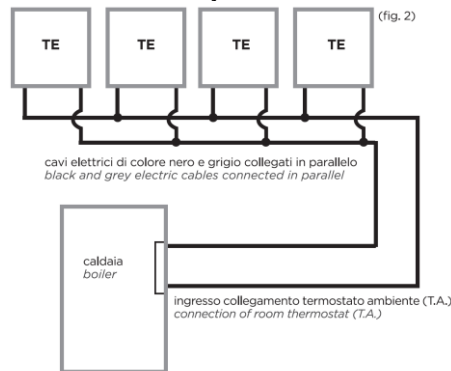 (fig. 2)
TE TE TE TE
cavi elettrici di colore nero e grigio collegati in parallelo
black and grey electric cables connected in parallel
caldaia
boiler
ingresso collegamento termostato ambiente (T.A.)
connection of room thermostat (T.A.)